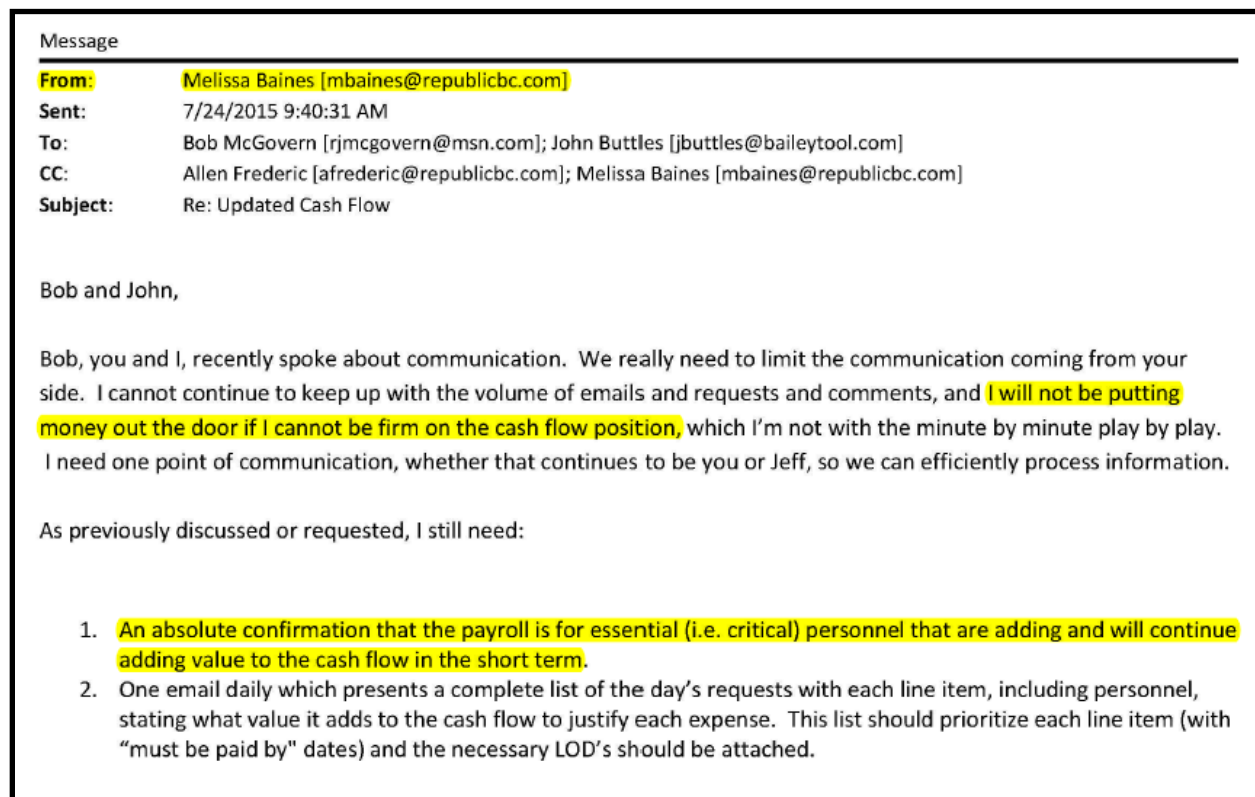 Message
From: Melissa Baines [mbaines@republicbc.com]
Sent: 7/24/2015 9:40:31 AM
To: Bob McGovern [rjmcgovern@msn.com]; John Buttles [jbuttles@baileytool.com]
CC: Allen Frederic [afrederic@republicbc.com]; Melissa Baines [mbaines@republicbc.com]
Subject: Re: Updated Cash Flow
Bob and John,
Bob, you and I, recently spoke about communication. We really need to limit the communication coming from your
side. I cannot continue to keep up with the volume of emails and requests and comments, and I will not be putting
money out the door if I cannot be firm on the cash flow position, which I'm not with the minute by minute play by play.
I need one point of communication, whether that continues to be you or Jeff, so we can efficiently process information.
As previously discussed or requested, I still need:
1. An absolute confirmation that the payroll is for essential (i.e. critical) personnel that are adding and will continue
adding value to the cash flow in the short term.
2. One email daily which presents a complete list of the day's requests with each line item, including personnel,
stating what value it adds to the cash flow to justify each expense. This list should prioritize each line item (with
“must be paid by" dates) and the necessary LOD's should be attached.